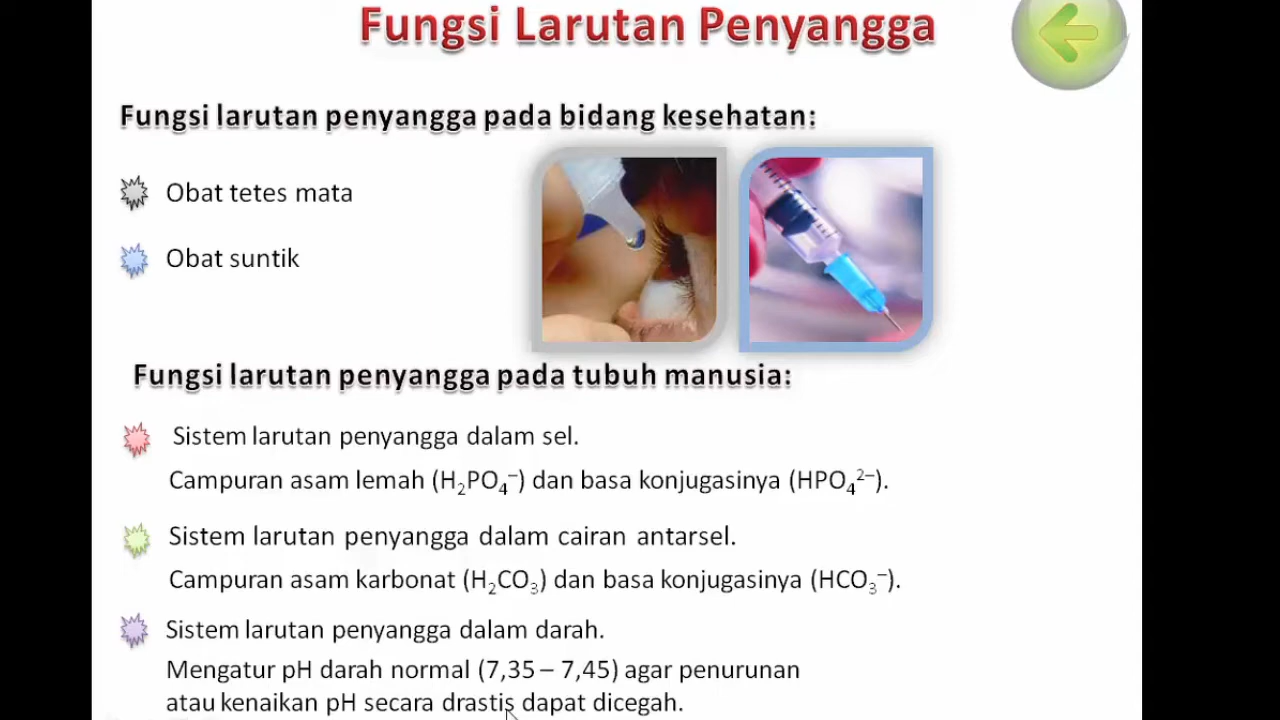 Fungsi Larutan Penyangga
Fungsi larutan penyangga pada bidang kesehatan:
Obat tetes mata
Obat suntik
Fungsi larutan penyangga pada tubuh manusia:
Sistem larutan penyangga dalam sel.
Campuran asam lemah (H₂PO₄⁻) dan basa konjugasinya (HPO₄²⁻).
Sistem larutan penyangga dalam cairan antarsel.
Campuran asam karbonat (H₂CO₃) dan basa konjugasinya (HCO₃⁻).
Sistem larutan penyangga dalam darah.
Mengatur pH darah normal (7,35 – 7,45) agar penurunan
atau kenaikan pH secara drastis dapat dicegah.